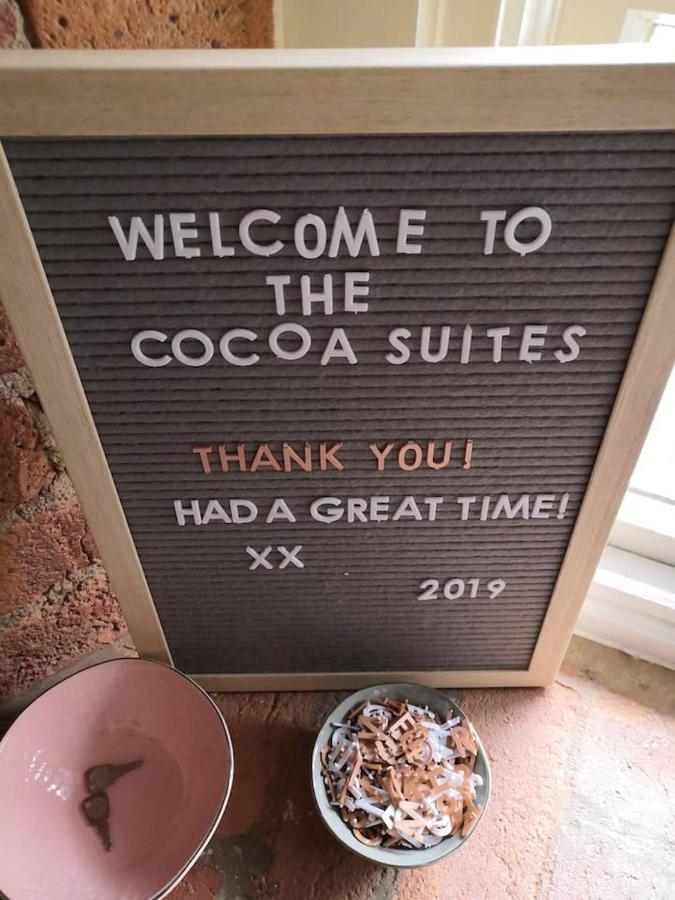 WELCOME TO
THE
COCOA SUITES
THANK YOU!
HAD A GREAT TIME!
XX
2019